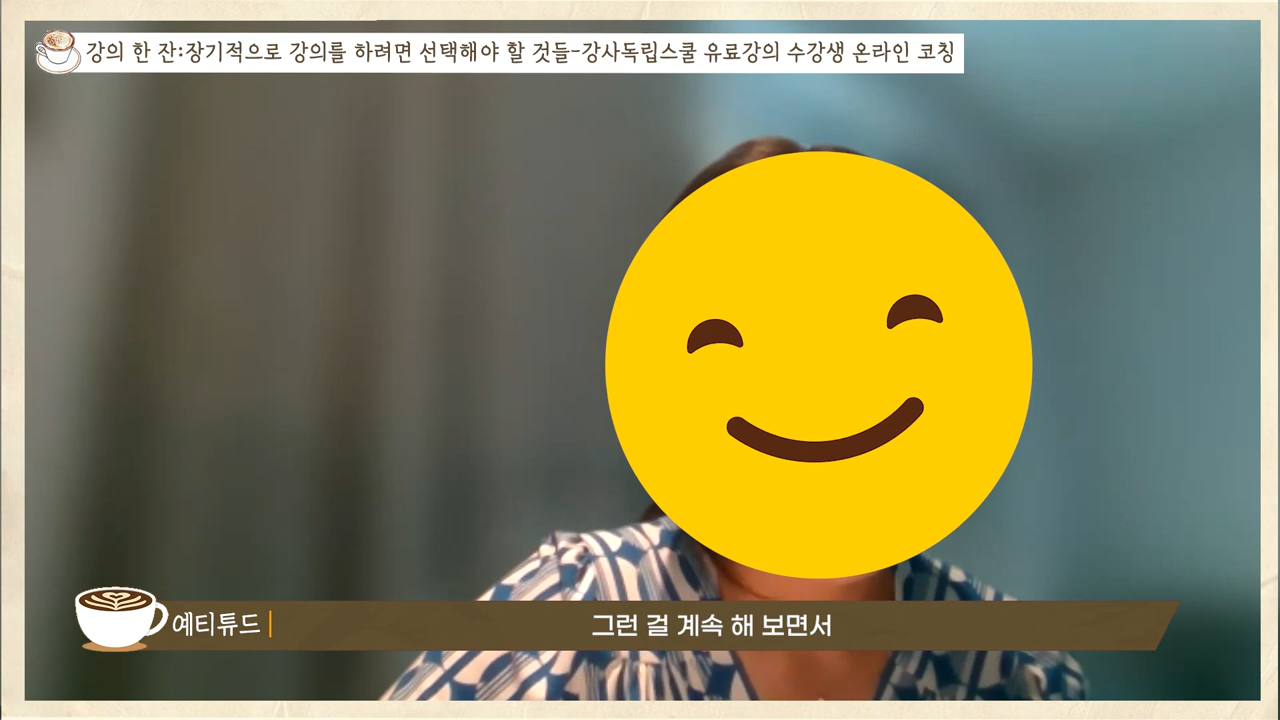 강의 한 잔:장기적으로 강의를 하려면 선택해야 할 것들-강사독립스쿨 유료강의 수강생 온라인 코칭
예티튜드
그런 걸 계속 해 보면서